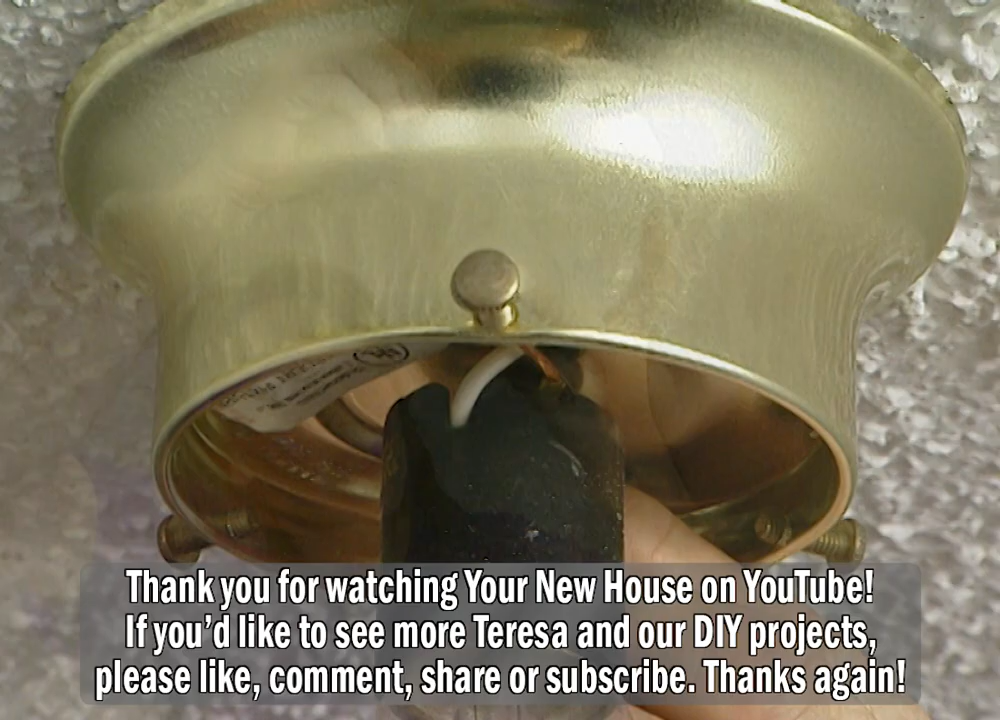 Thank you for watching Your New House on YouTube!
If you’d like to see more Teresa and our DIY projects,
please like, comment, share or subscribe. Thanks again!